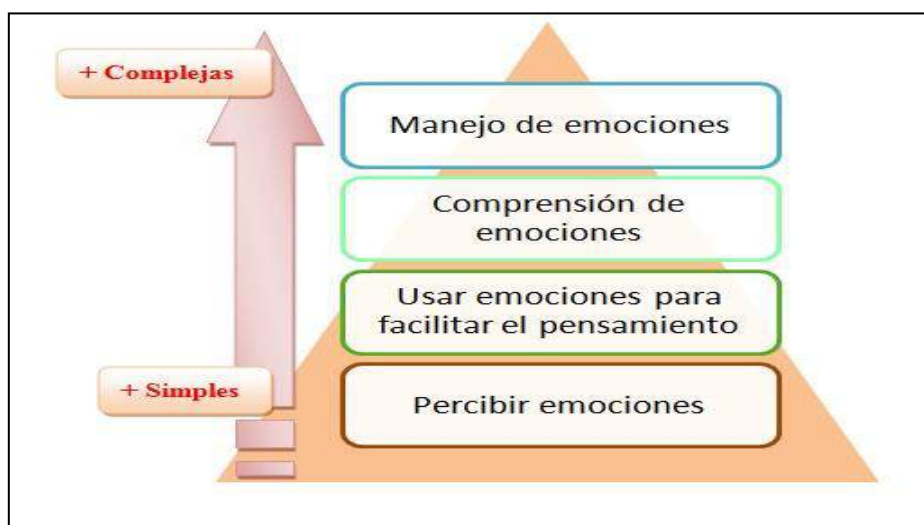 + Complejas
Manejo de emociones
Comprensión de
emociones
Usar emociones para
facilitar el pensamiento
+ Simples
Percibir emociones